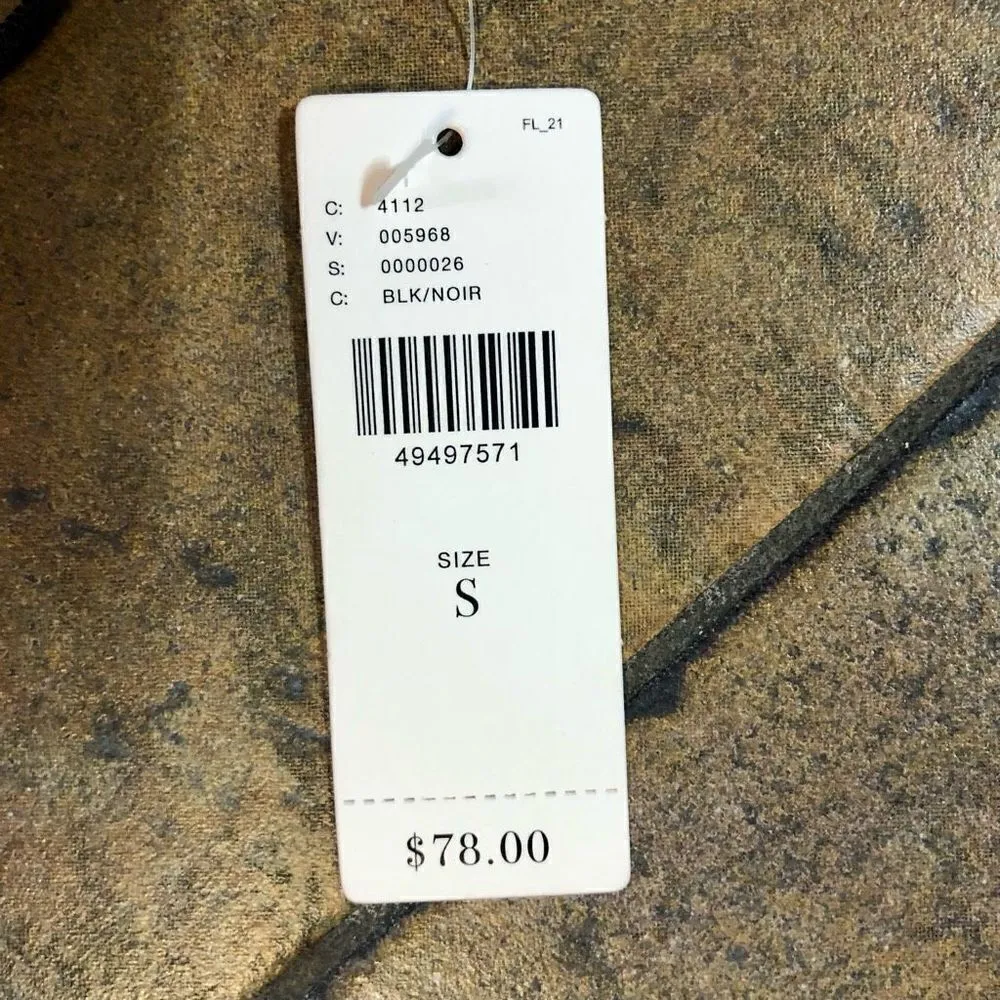 FL_21
C: 4112
V: 005968
S: 0000026
C: BLK/NOIR
49497571
SIZE
S
$78.00